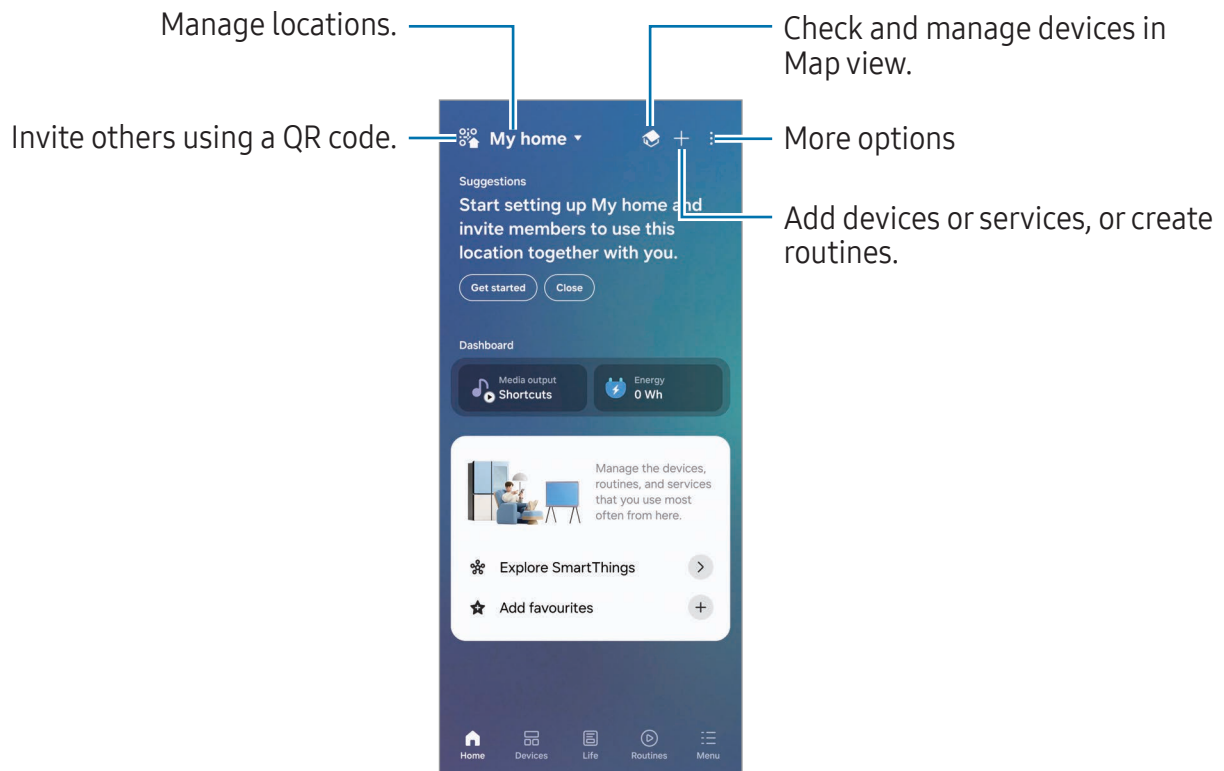 Manage locations.
Check and manage devices in
Map view.
Invite others using a QR code.
My home
More options
Suggestions
Start setting up My home and
invite members to use this
location together with you.
Add devices or services, or create
routines.
Get started
Close
Dashboard
Media output
Shortcuts
Energy
0 Wh
Manage the devices,
routines, and services
that you use most
often from here.
Explore SmartThings
Add favourites
Home
Devices
Life
Routines
Menu